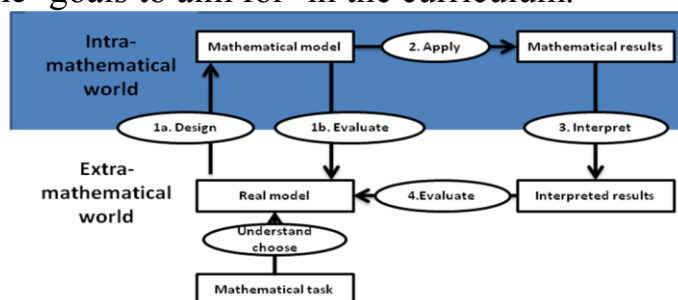 goals to aim for in the curriculum.
Intra-
mathematical
world
Mathematical model
2. Apply
Mathematical results
1a. Design
1b. Evaluate
3. Interpret
Extra-
mathematical
world
Real model
4.Evaluate
Interpreted results
Understand
choose
Mathematical task